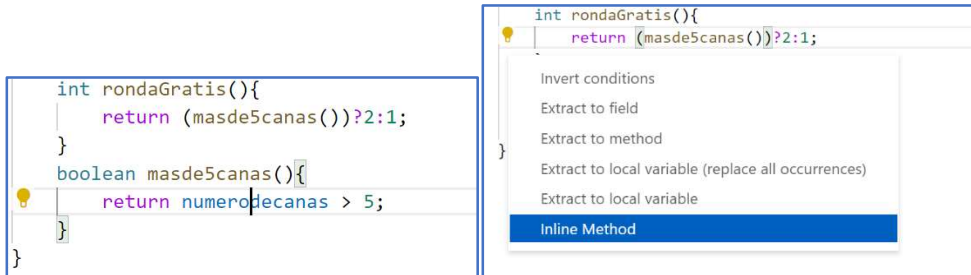 int rondaGratis(){
return (masde5canas())?2:1;
}
boolean masde5canas(){
return numerodecanas > 5;
}
}
int rondaGratis(){
return (masde5canas())?2:1;
Invert conditions
Extract to field
Extract to method
}
Extract to local variable (replace all occurrences)
Extract to local variable
Inline Method